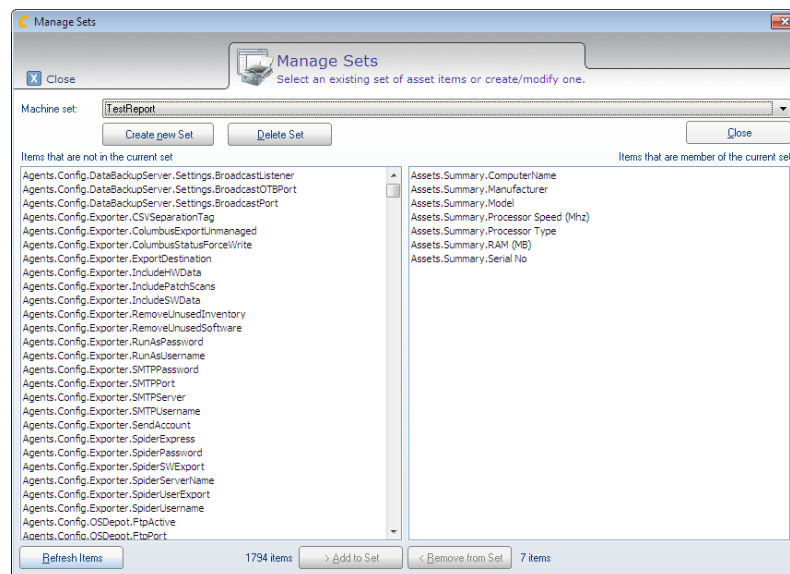 Manage Sets
Manage Sets
Select an existing set of asset items or create/modify one.
X Close
Machine set: TestReport
Create new Set Delete Set Close
Items that are not in the current set Items that are member of the current set
Agents.Config.DataBackupServer.Settings.BroadcastListener
Agents.Config.DataBackupServer.Settings.BroadcastOTBPort
Agents.Config.DataBackupServer.Settings.BroadcastPort
Agents.Config.Exporter.CSVSeparationTag
Agents.Config.Exporter.ColumbusExportUnmanaged
Agents.Config.Exporter.ColumbusStatusForceWrite
Agents.Config.Exporter.ExportDestination
Agents.Config.Exporter.IncludeHWData
Agents.Config.Exporter.IncludePatchScans
Agents.Config.Exporter.IncludeSWData
Agents.Config.Exporter.RemoveUnusedInventory
Agents.Config.Exporter.RemoveUnusedSoftware
Agents.Config.Exporter.RunAsPassword
Agents.Config.Exporter.RunAsUsername
Agents.Config.Exporter.SMTPPassword
Agents.Config.Exporter.SMTPPort
Agents.Config.Exporter.SMTPServer
Agents.Config.Exporter.SMTPUsername
Agents.Config.Exporter.SendAccount
Agents.Config.Exporter.SpiderExpress
Agents.Config.Exporter.SpiderPassword
Agents.Config.Exporter.SpiderSWExport
Agents.Config.Exporter.SpiderServerName
Agents.Config.Exporter.SpiderUserExport
Agents.Config.Exporter.SpiderUsername
Agents.Config.OSDepot.FtpActive
Agents.Config.OSDepot.FtpPort
Assets.Summary.ComputerName
Assets.Summary.Manufacturer
Assets.Summary.Model
Assets.Summary.Processor Speed (Mhz)
Assets.Summary.Processor Type
Assets.Summary.RAM (MB)
Assets.Summary.Serial No
Refresh Items 1794 items > Add to Set < Remove from Set 7 items